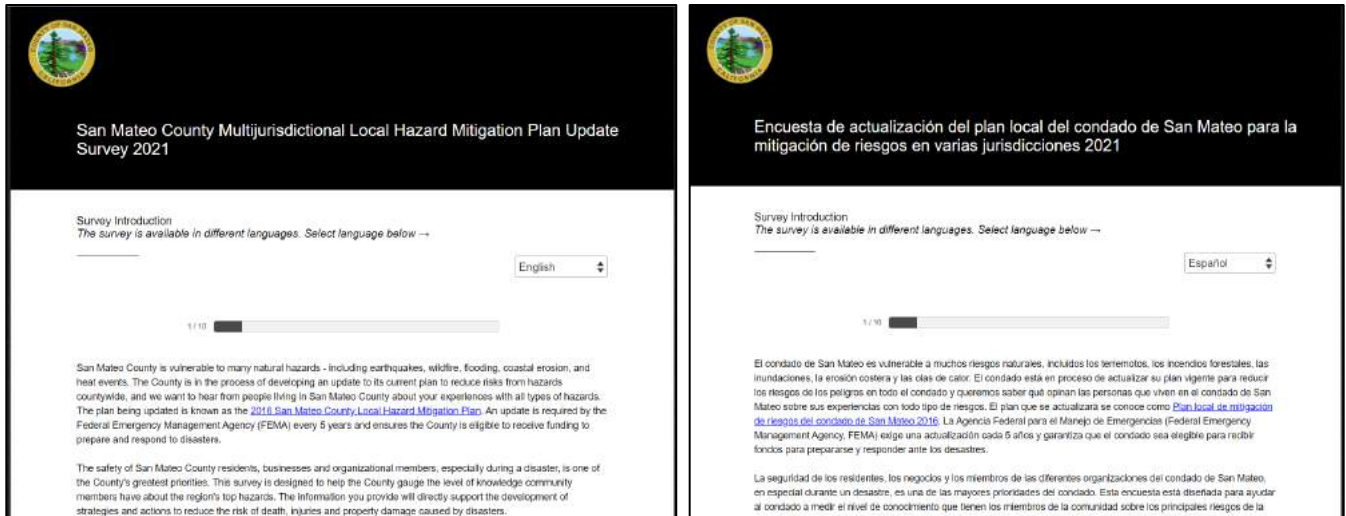 COUNTY OF SAN MATEO
CALIFORNIA
San Mateo County Multijurisdictional Local Hazard Mitigation Plan Update
Survey 2021
Survey Introduction
The survey is available in different languages. Select language below →
English
1 / 10
San Mateo County is vulnerable to many natural hazards - including earthquakes, wildfire, flooding, coastal erosion, and
heat events. The County is in the process of developing an update to its current plan to reduce risks from hazards
countywide, and we want to hear from people living in San Mateo County about your experiences with all types of hazards.
The plan being updated is known as the 2016 San Mateo County Local Hazard Mitigation Plan. An update is required by the
Federal Emergency Management Agency (FEMA) every 5 years and ensures the County is eligible to receive funding to
prepare and respond to disasters.
The safety of San Mateo County residents, businesses and organizational members, especially during a disaster, is one of
the County's greatest priorities. This survey is designed to help the County gauge the level of knowledge community
members have about the region's top hazards. The information you provide will directly support the development of
strategies and actions to reduce the risk of death, injuries and property damage caused by disasters.
COUNTY OF SAN MATEO
CALIFORNIA
Encuesta de actualización del plan local del condado de San Mateo para la
mitigación de riesgos en varias jurisdicciones 2021
Survey Introduction
The survey is available in different languages. Select language below →
Español
1 / 10
El condado de San Mateo es vulnerable a muchos riesgos naturales, incluidos los terremotos, los incendios forestales, las
inundaciones, la erosión costera y las olas de calor. El condado está en proceso de actualizar su plan vigente para reducir
los riesgos de los peligros en todo el condado y queremos saber qué opinan las personas que viven en el condado de San
Mateo sobre sus experiencias con todo tipo de riesgos. El plan que se actualizará se conoce como Plan local de mitigación
de riesgos del condado de San Mateo 2016. La Agencia Federal para el Manejo de Emergencias (Federal Emergency
Management Agency, FEMA) exige una actualización cada 5 años y garantiza que el condado sea elegible para recibir
fondos para prepararse y responder ante los desastres.
La seguridad de los residentes, los negocios y los miembros de las diferentes organizaciones del condado de San Mateo,
en especial durante un desastre, es una de las mayores prioridades del condado. Esta encuesta está diseñada para ayudar
al condado a medir el nivel de conocimiento que tienen los miembros de la comunidad sobre los principales riesgos de la